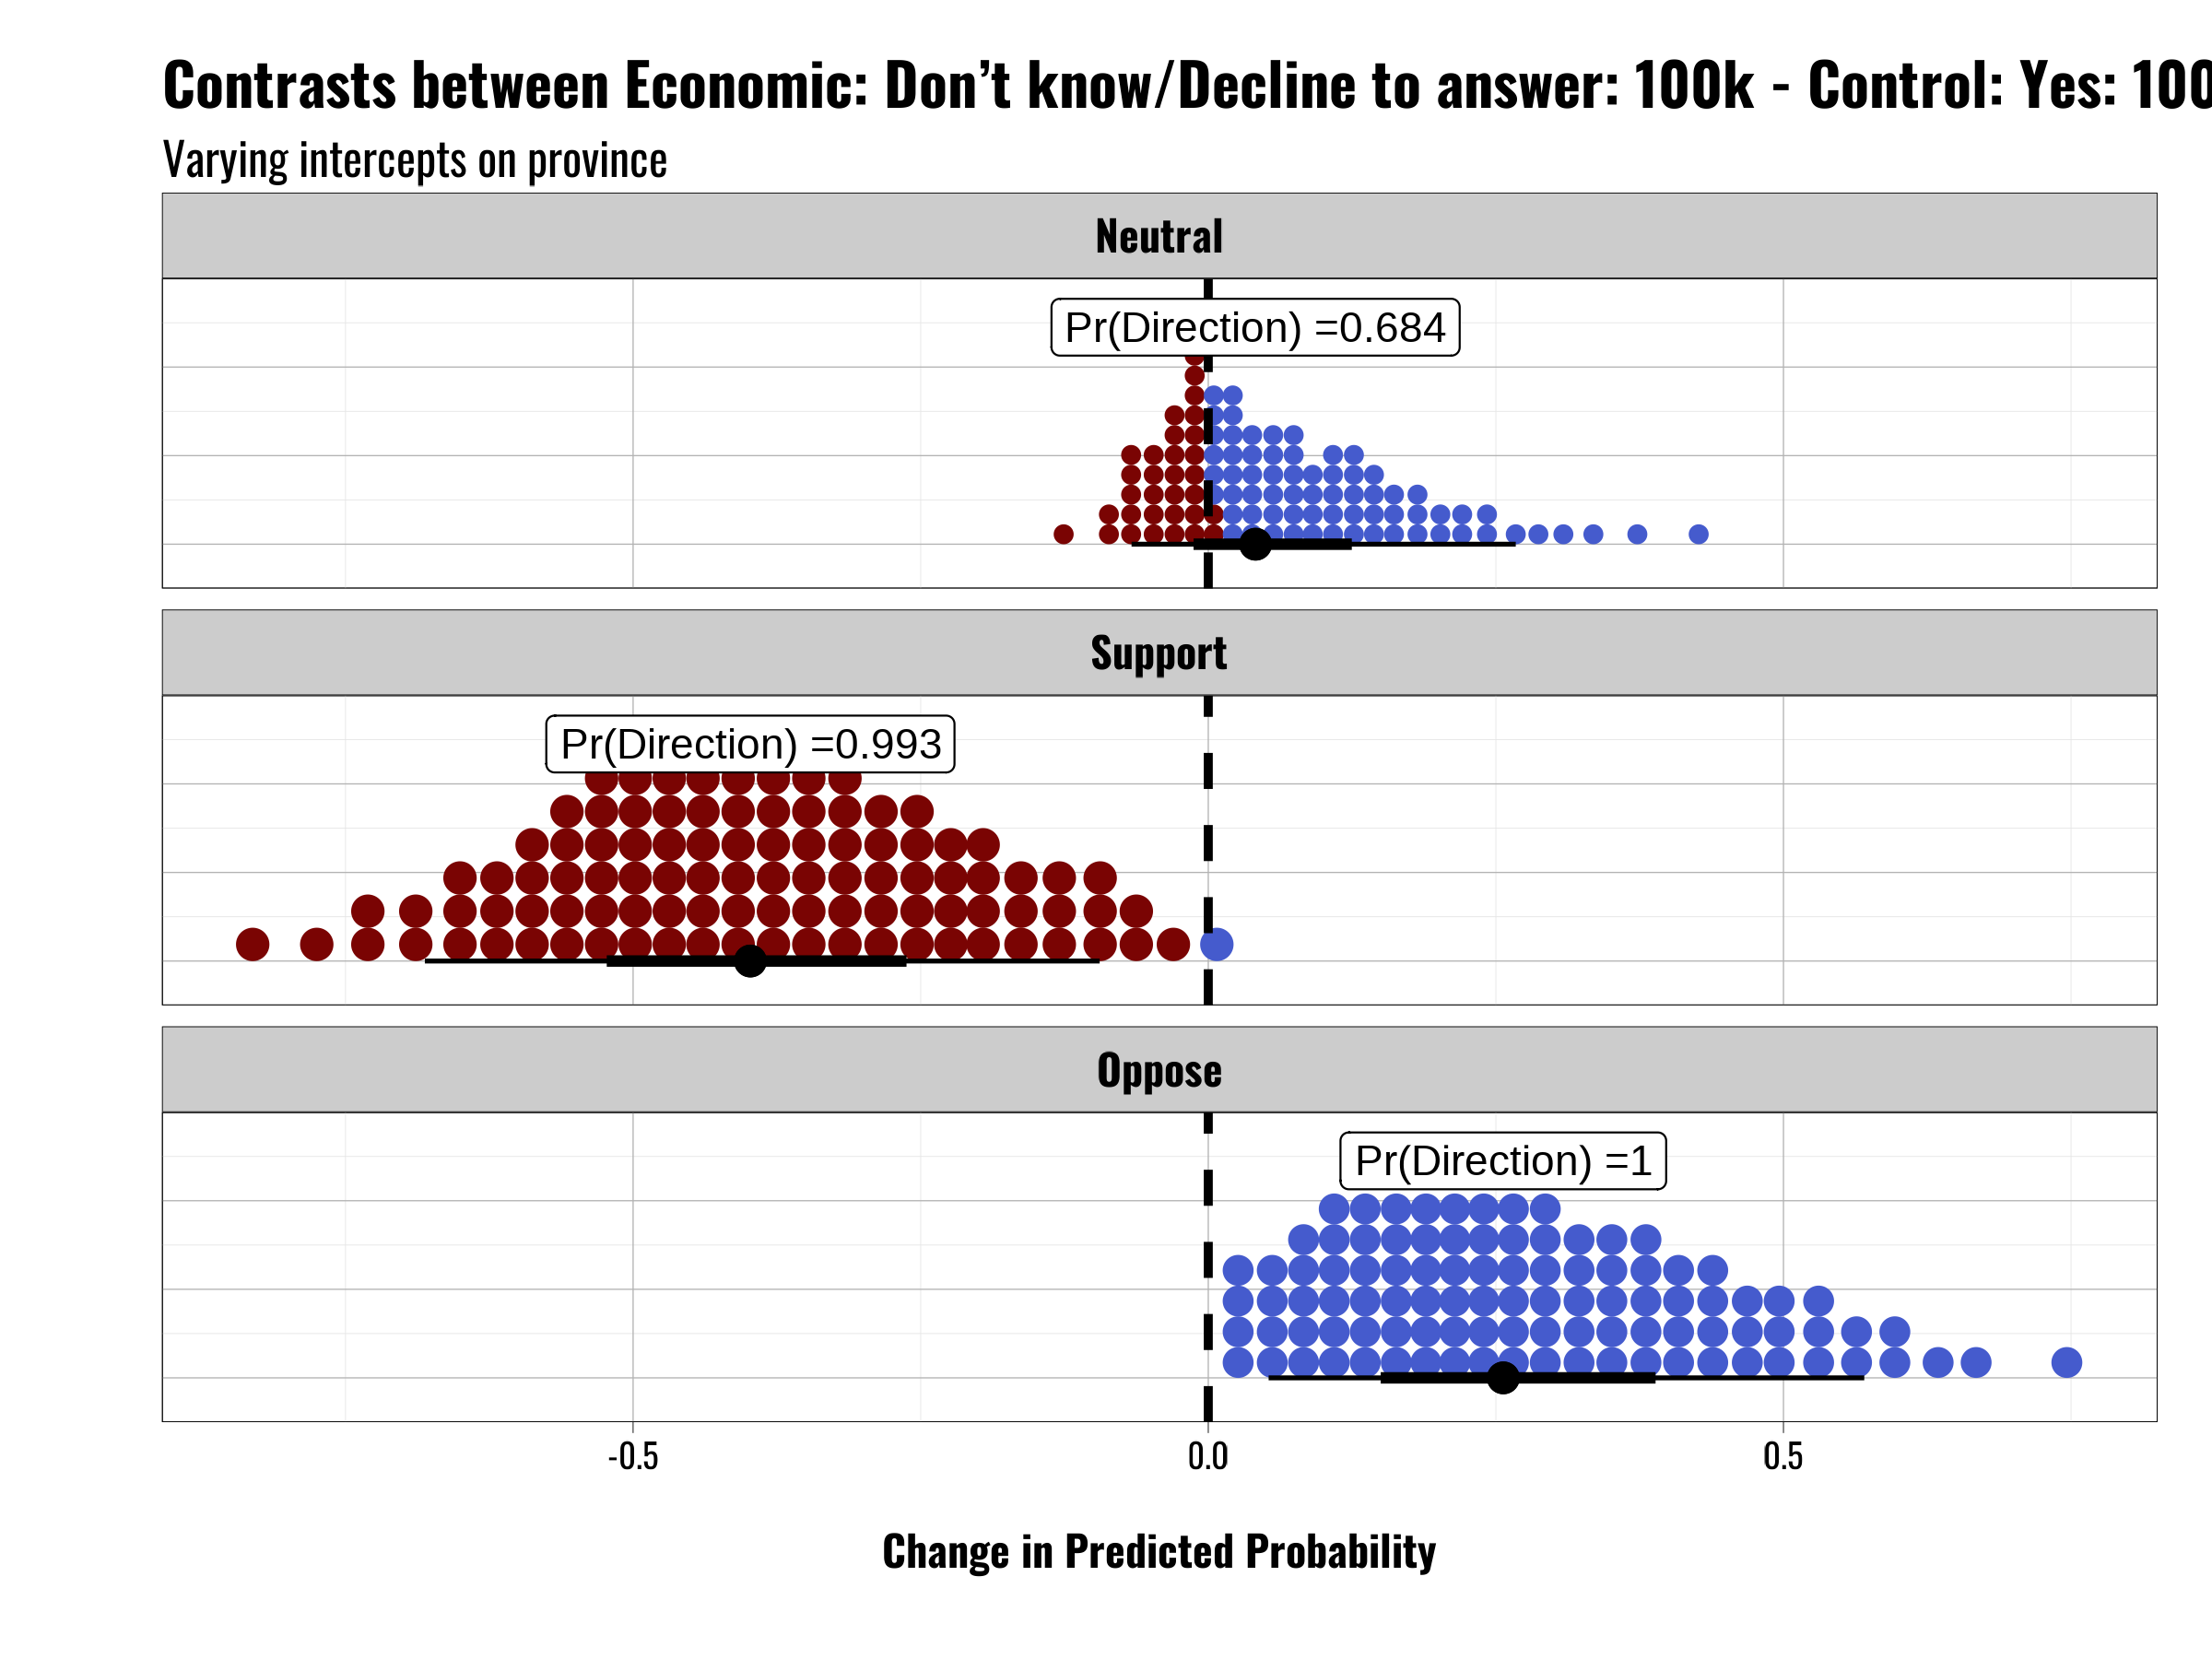 Contrasts between Economic: Don’t know/Decline to answer: 100k - Control: Yes: 100
Varying intercepts on province
Neutral
Pr(Direction) =0.684
Support
Pr(Direction) =0.993
Oppose
Pr(Direction) =1
-0.5 0.0 0.5
Change in Predicted Probability